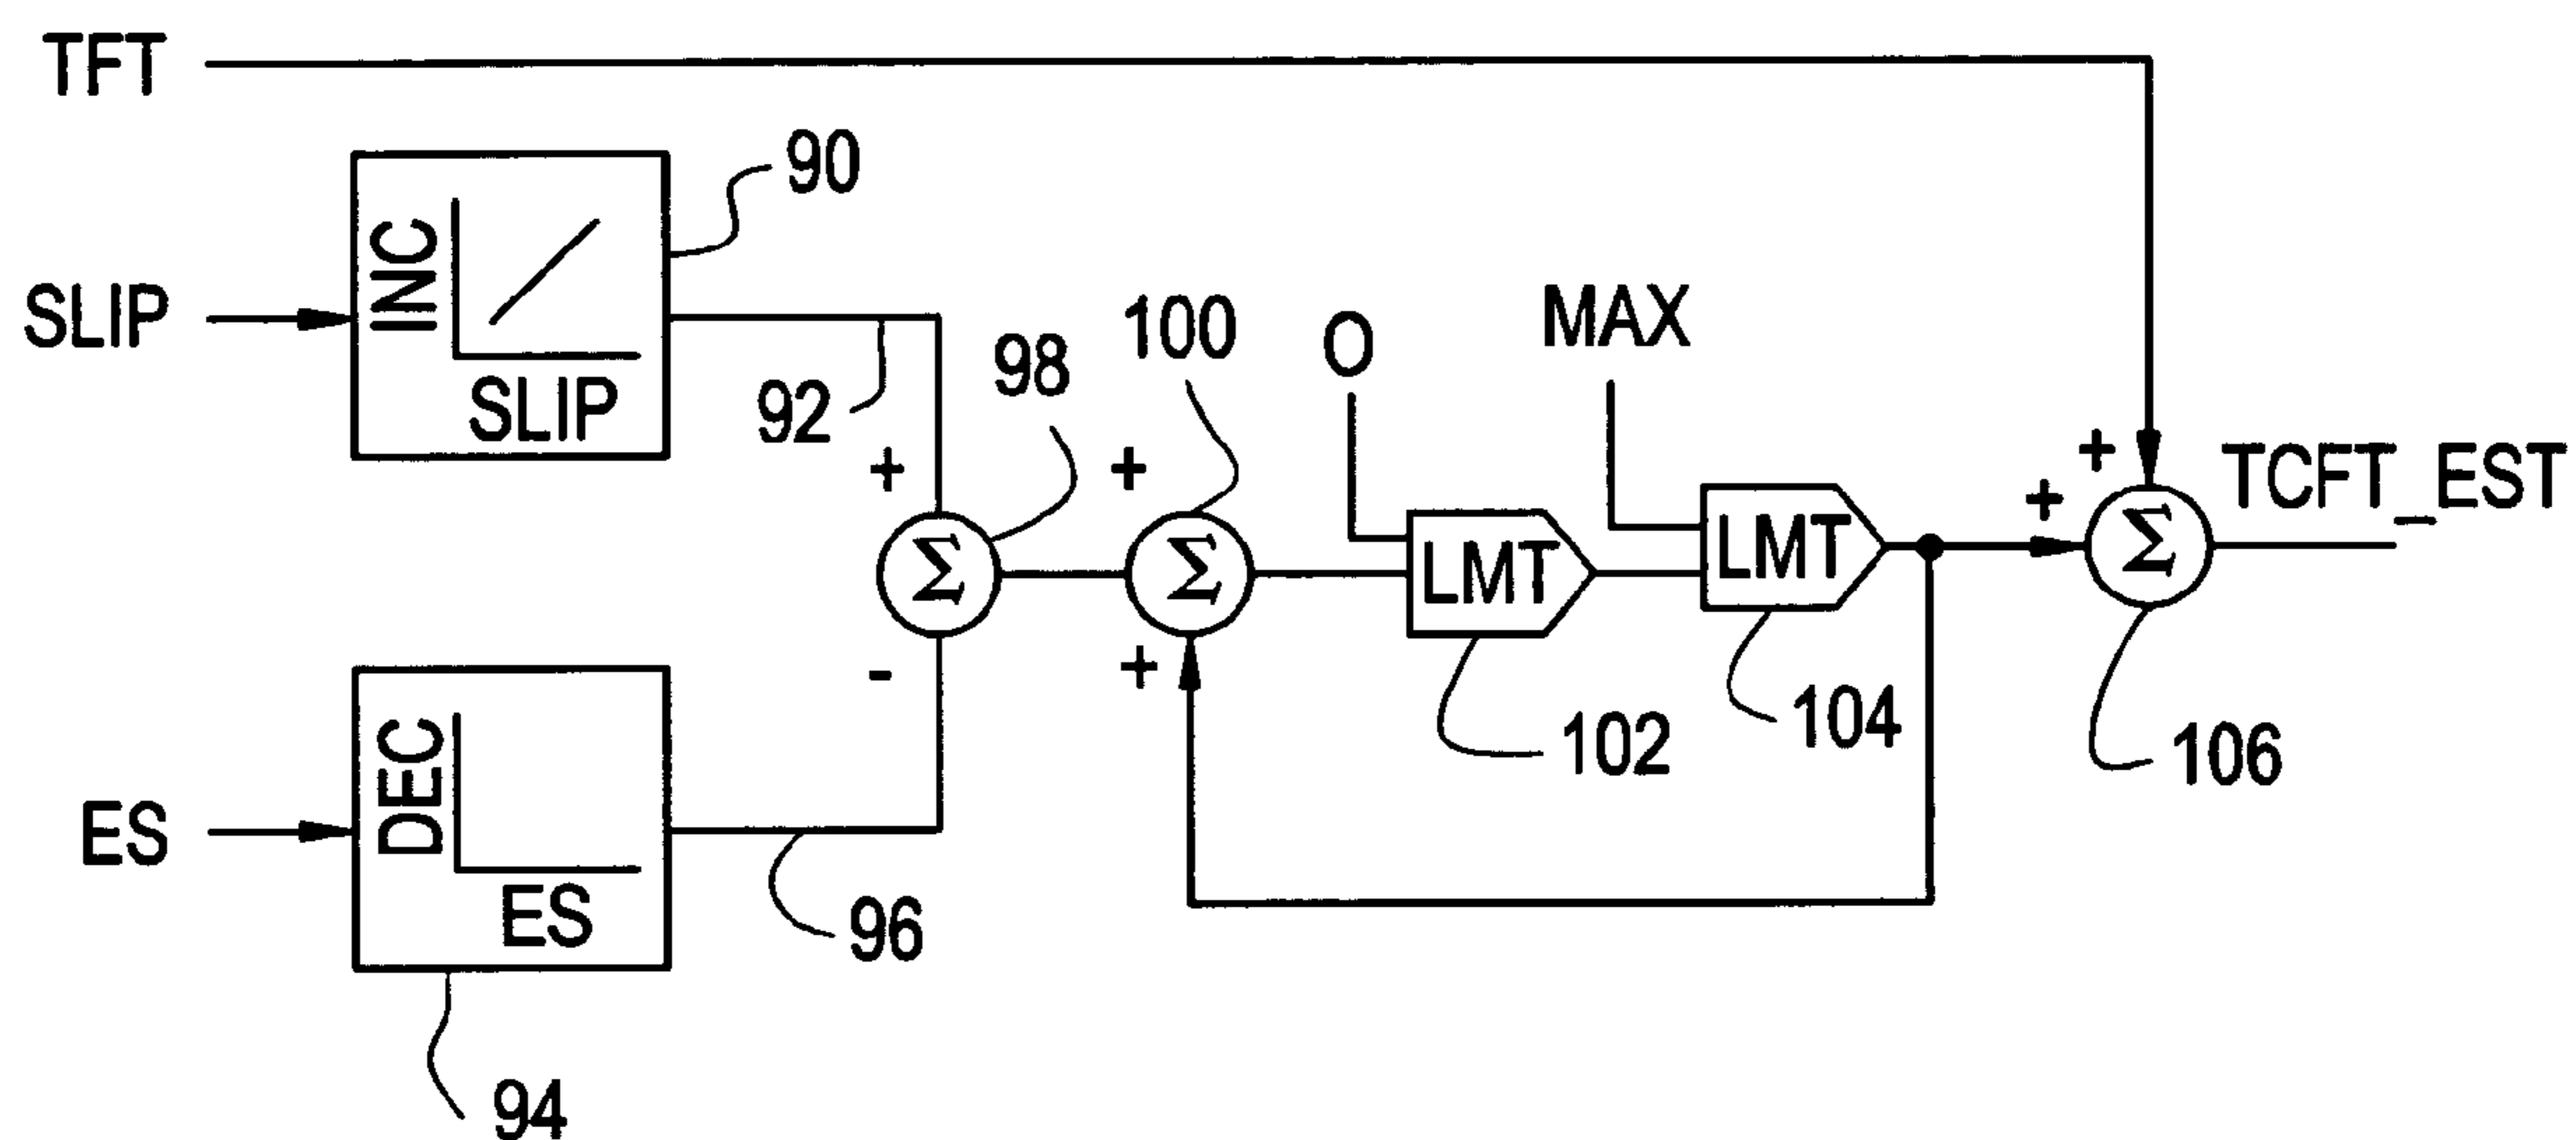 TFT
90
INC
SLIP
SLIP
92
98
100
O
MAX
+
+
+
+
TCFT_EST
Σ
Σ
LMT
LMT
Σ
-
+
102
104
106
ES
DEC
ES
96
94